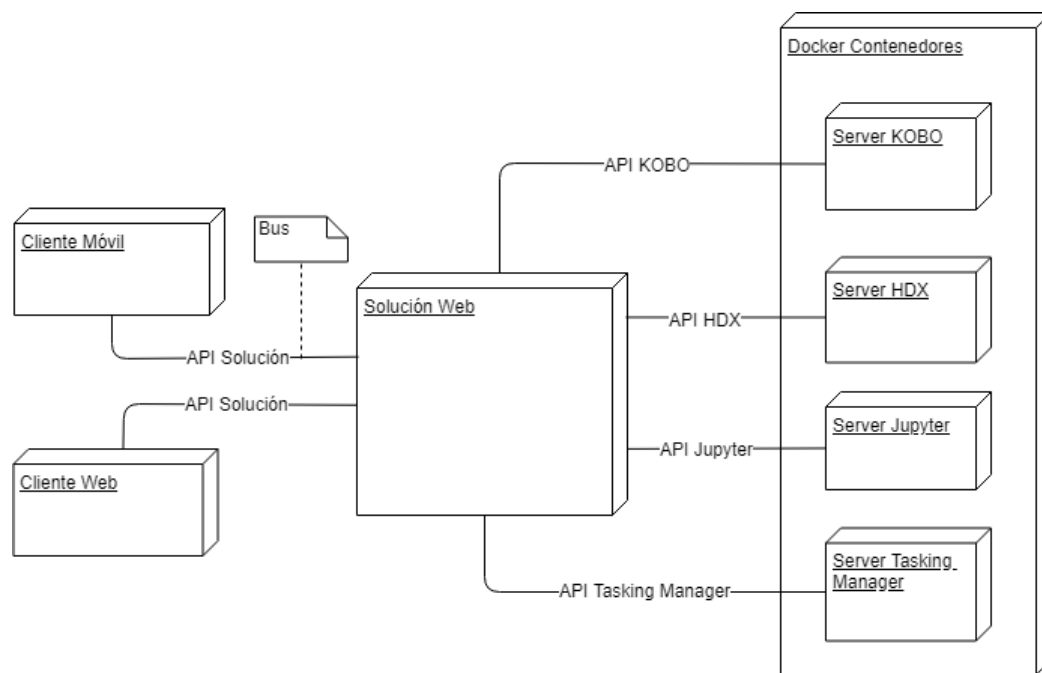 Docker Contenedores
Server KOBO
API KOBO
Cliente Móvil
Bus
Solución Web
Server HDX
API HDX
API Solución
API Solución
Server Jupyter
API Jupyter
Cliente Web
Server Tasking
Manager
API Tasking Manager